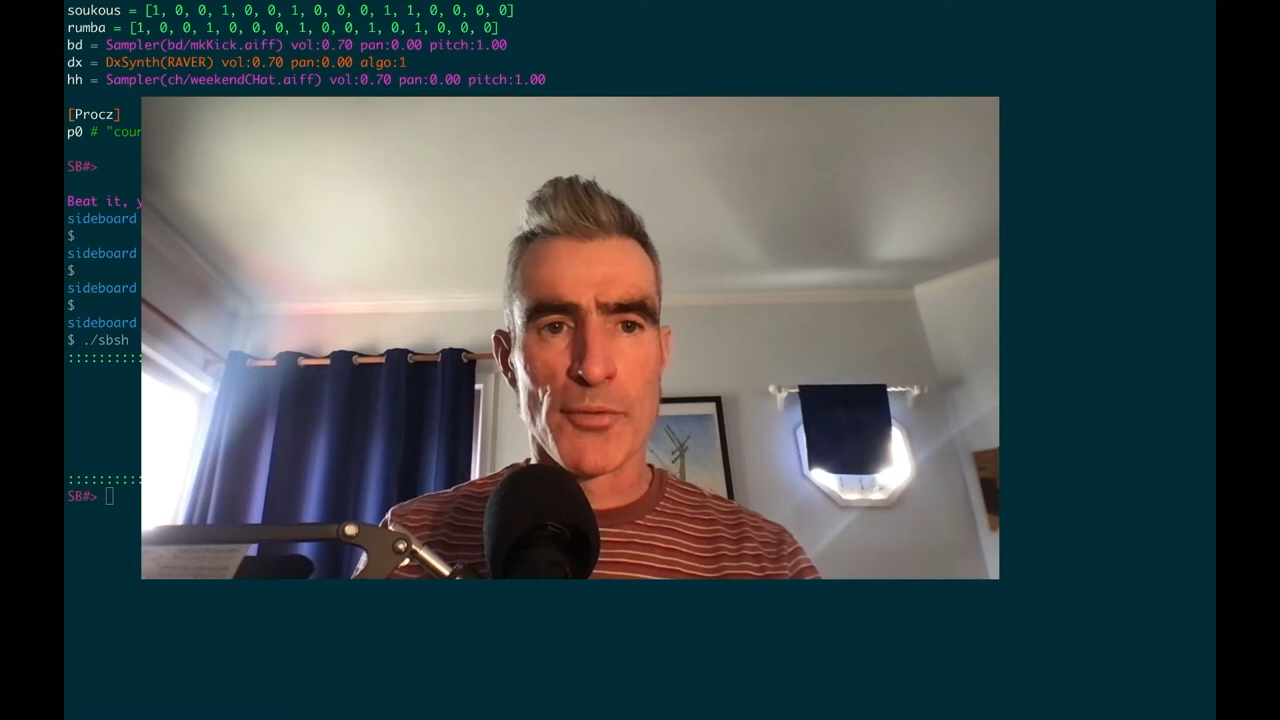 soukous = [1, 0, 0, 1, 0, 0, 1, 0, 0, 0, 1, 1, 0, 0, 0, 0]
rumba = [1, 0, 0, 1, 0, 0, 0, 1, 0, 0, 1, 0, 1, 0, 0, 0]
bd = Sampler(bd/mkKick.aiff) vol:0.70 pan:0.00 pitch:1.00
dx = DxSynth(RAVER) vol:0.70 pan:0.00 algo:1
hh = Sampler(ch/weekendCHat.aiff) vol:0.70 pan:0.00 pitch:1.00
[Procz]
p0 # "cour
SB#>
Beat it, y
sideboard
$
sideboard
$
sideboard
$
sideboard
$ ./sbsh
::::::::::
::::::::::
SB#>